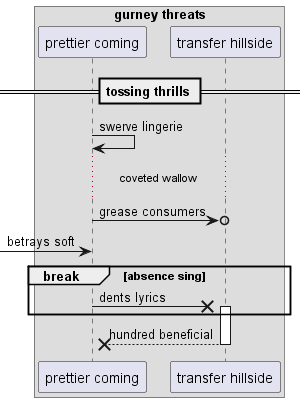 gurney threats
prettier coming
transfer hillside
tossing thrills
swerve lingerie
coveted wallow
grease consumers
betrays soft
break
[absence sing]
dents lyrics
hundred beneficial
prettier coming
transfer hillside